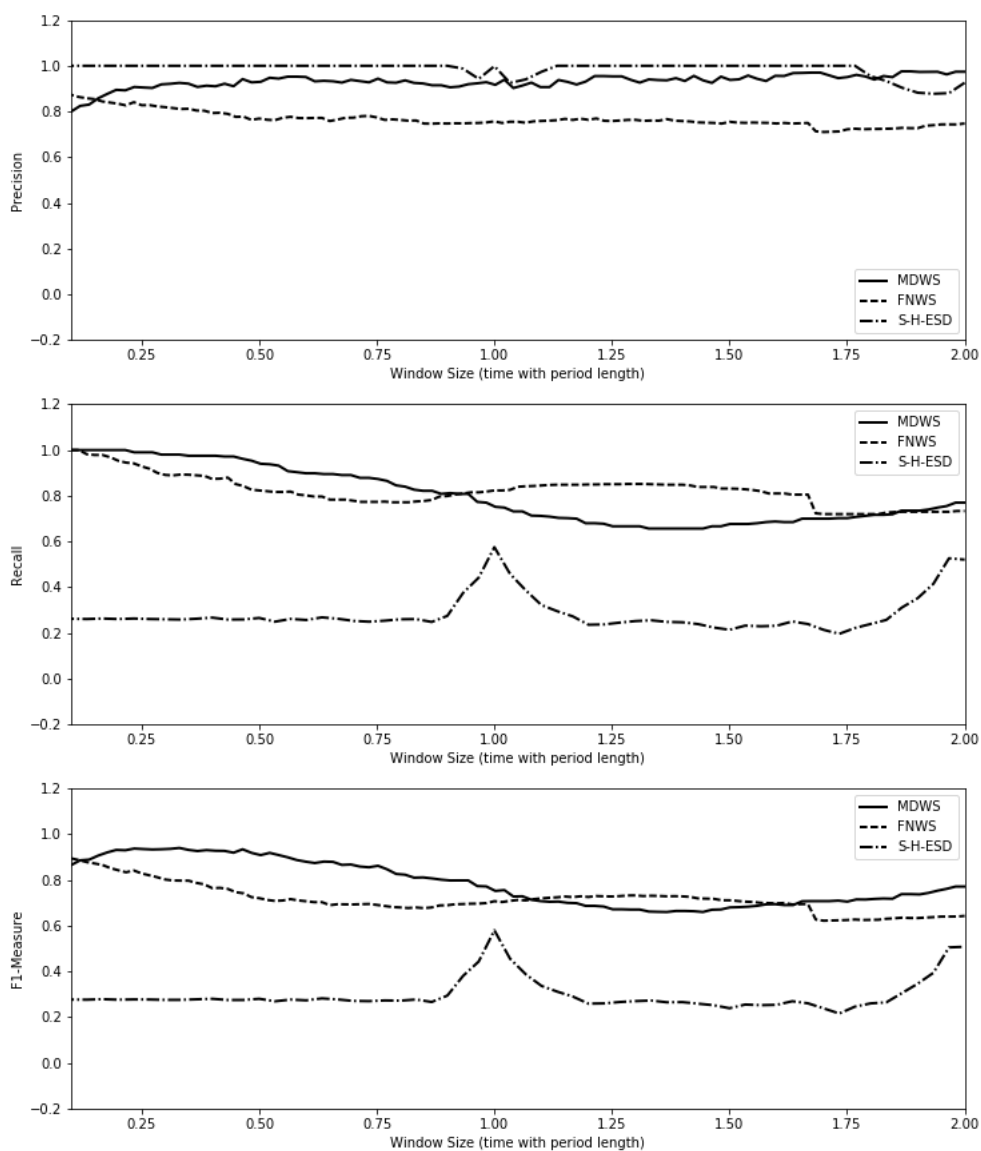 1.2
1.0
0.8
0.6
0.4
0.2
0.0
−0.2
Precision
MDWS
FNWS
S-H-ESD
0.25 0.50 0.75 1.00 1.25 1.50 1.75 2.00
Window Size (time with period length)
1.2
1.0
0.8
0.6
0.4
0.2
0.0
−0.2
Recall
MDWS
FNWS
S-H-ESD
0.25 0.50 0.75 1.00 1.25 1.50 1.75 2.00
Window Size (time with period length)
1.2
1.0
0.8
0.6
0.4
0.2
0.0
−0.2
F1-Measure
MDWS
FNWS
S-H-ESD
0.25 0.50 0.75 1.00 1.25 1.50 1.75 2.00
Window Size (time with period length)